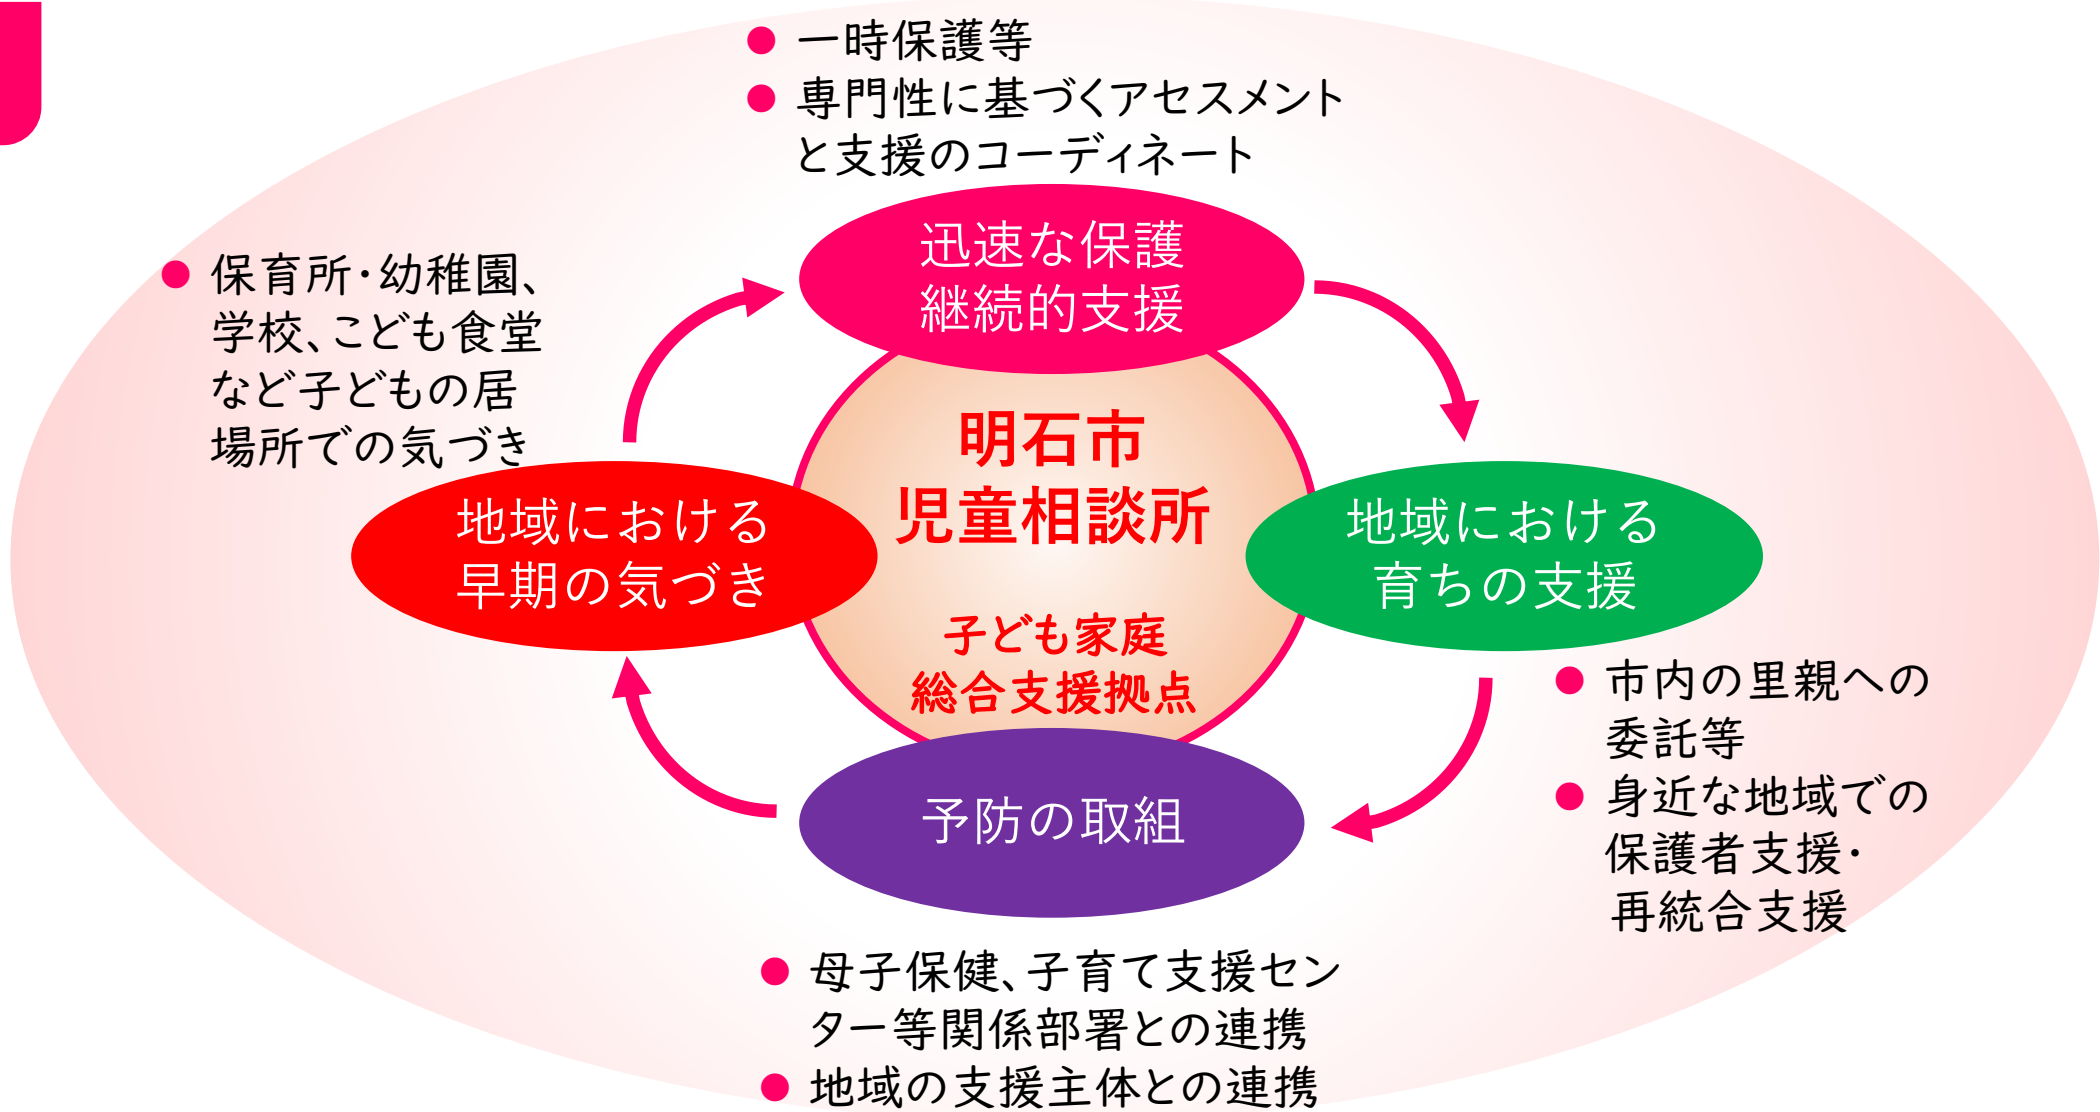 一時保護等
専門性に基づくアセスメント
と支援のコーディネート
迅速な保護
継続的支援
保育所・幼稚園、
学校、こども食堂
など子どもの居
場所での気づき
地域における
早期の気づき
明石市
児童相談所
子ども家庭
総合支援拠点
地域における
育ちの支援
市内の里親への
委託等
身近な地域での
保護者支援・
再統合支援
予防の取組
母子保健、子育て支援セン
ター等関係部署との連携
地域の支援主体との連携